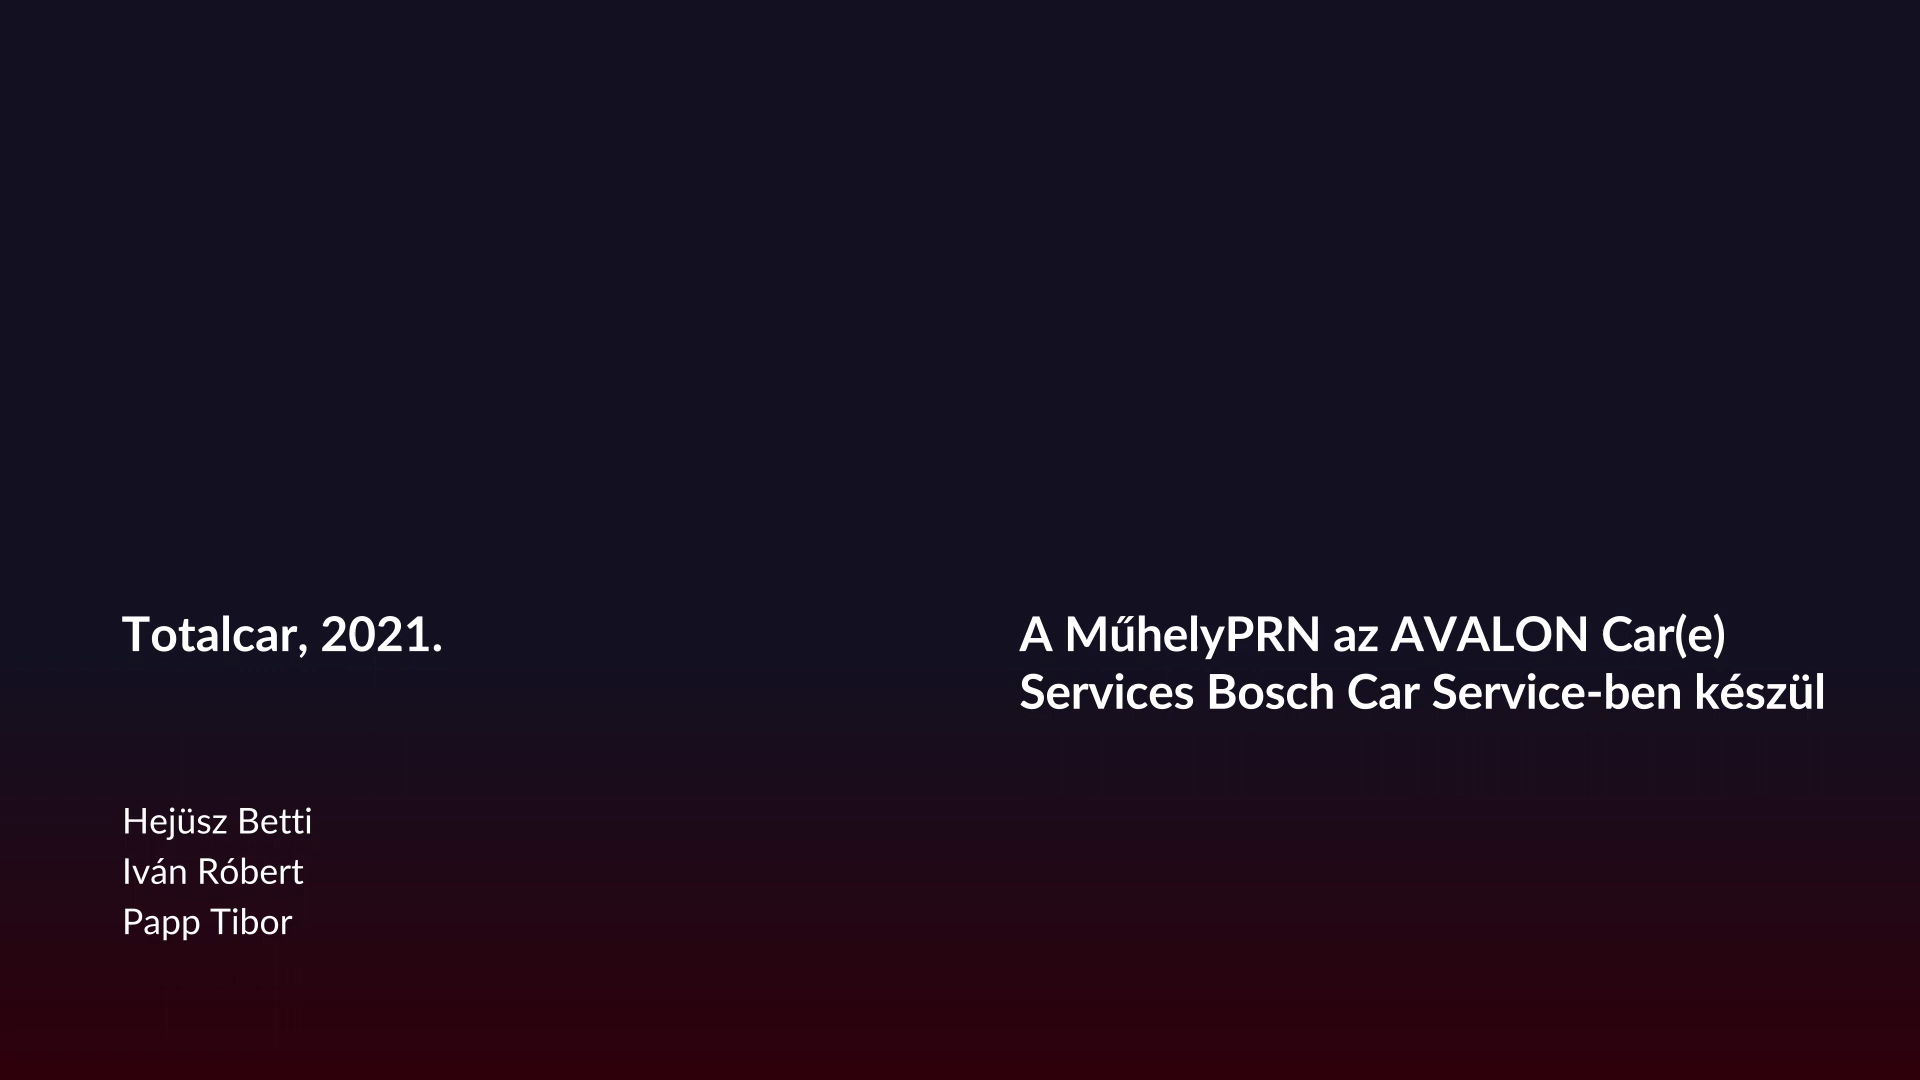 Totalcar, 2021.
A MűhelyPRN az AVALON Car(e)
Services Bosch Car Service-ben készül
Hejüsz Betti
Iván Róbert
Papp Tibor